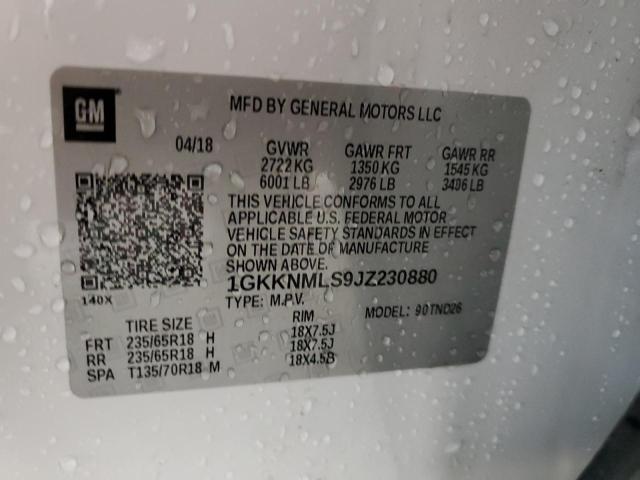 GM
MFD BY GENERAL MOTORS LLC
04/18 GVWR GAWR FRT GAWR RR
2722 KG 1350 KG 1545 KG
6001 LB 2976 LB 3406 LB
THIS VEHICLE CONFORMS TO ALL
APPLICABLE U.S. FEDERAL MOTOR
VEHICLE SAFETY STANDARDS IN EFFECT
ON THE DATE OF MANUFACTURE
SHOWN ABOVE.
1GKKNMLS9JZ230880
140X
TYPE: M.P.V. MODEL: 90TNO26
TIRE SIZE RIM
FRT 235/65R18 H 18X7.5J
RR 235/65R18 H 18X7.5J
SPA T135/70R18 M 18X4.5B